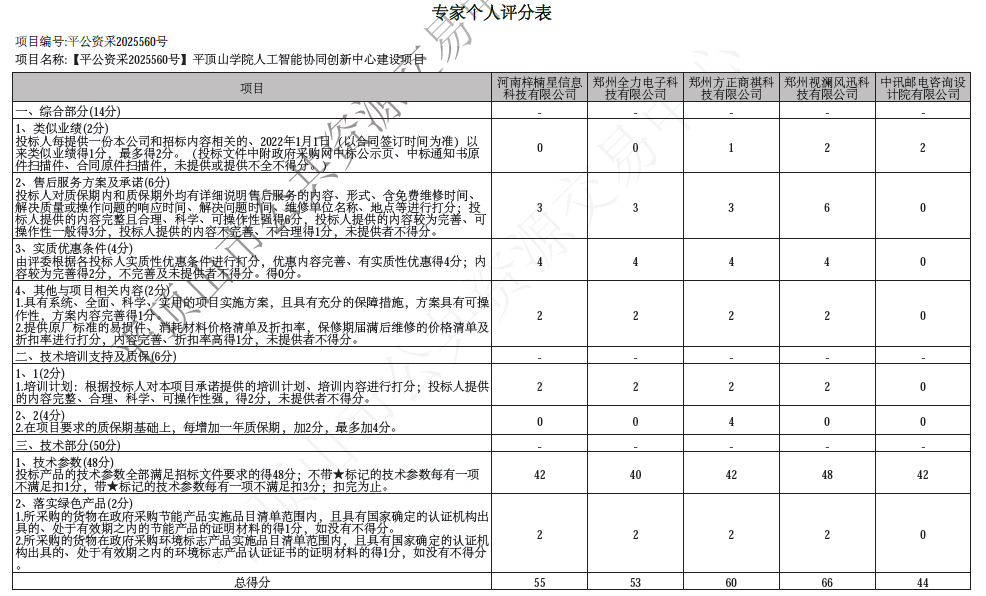 专家个人评分表
项目编号:平公资采2025560号
项目名称:【平公资采2025560号】平顶山学院人工智能协同创新中心建设项目
项目 河南梓楠星信息科技有限公司 郑州全力电子科技有限公司 郑州方正商祺科技有限公司 郑州视澜风迅科技有限公司 中讯邮电咨询设计院有限公司
一、综合部分(14分) - - - - -
1、类似业绩(2分)
投标人每提供一份本公司和招标内容相关的、2022年1月1日（以合同签订时间为准）以
来类似业绩得1分，最多得2分。（投标文件中附政府采购网中标公示页、中标通知书原
件扫描件、合同原件扫描件，未提供或提供不全不得分）。
0 0 1 2 2
2、售后服务方案及承诺(6分)
投标人对质保期内和质保期外均有详细说明售后服务的内容、形式、含免费维修时间、
解决质量或操作问题的响应时间、解决问题时间、维修单位名称、地点等进行打分；投
标人提供的内容完整且合理、科学、可操作性强得6分，投标人提供的内容较为完善、可
操作性一般得3分，投标人提供的内容不完善、不合理得1分，未提供者不得分。
3 3 3 6 0
3、实质优惠条件(4分)
由评委根据各投标人实质性优惠条件进行打分，优惠内容完善、有实质性优惠得4分；内
容较为完善得2分，不完善及未提供者不得分。得0分。
4 4 4 4 0
4、其他与项目相关内容(2分)
1.具有系统、全面、科学、实用的项目实施方案，且具有充分的保障措施，方案具有可操
作性，方案内容完善得1分。
2.提供原厂标准的易损件、消耗材料价格清单及折扣率，保修期届满后维修的价格清单及
折扣率进行打分，内容完善、折扣率高得1分，未提供者不得分。
2 2 2 2 0
二、技术培训支持及质保(6分) - - - - -
1、1(2分)
1.培训计划：根据投标人对本项目承诺提供的培训计划、培训内容进行打分；投标人提供
的内容完整、合理、科学、可操作性强，得2分，未提供者不得分。
2 2 2 2 0
2、2(4分)
2.在项目要求的质保期基础上，每增加一年质保期，加2分，最多加4分。
0 0 4 0 0
三、技术部分(50分) - - - - -
1、技术参数(48分)
投标产品的技术参数全部满足招标文件要求的得48分；不带★标记的技术参数每有一项
不满足扣1分，带★标记的技术参数每有一项不满足扣3分；扣完为止。
42 40 42 48 42
2、落实绿色产品(2分)
1.所采购的货物在政府采购节能产品实施品目清单范围内，且具有国家确定的认证机构出
具的、处于有效期之内的节能产品的证明材料的得1分，如没有不得分。
2.所采购的货物在政府采购环境标志产品实施品目清单范围内，且具有国家确定的认证机
构出具的、处于有效期之内的环境标志产品认证证书的证明材料的得1分，如没有不得分
。
2 2 2 2 0
总得分 55 53 60 66 44